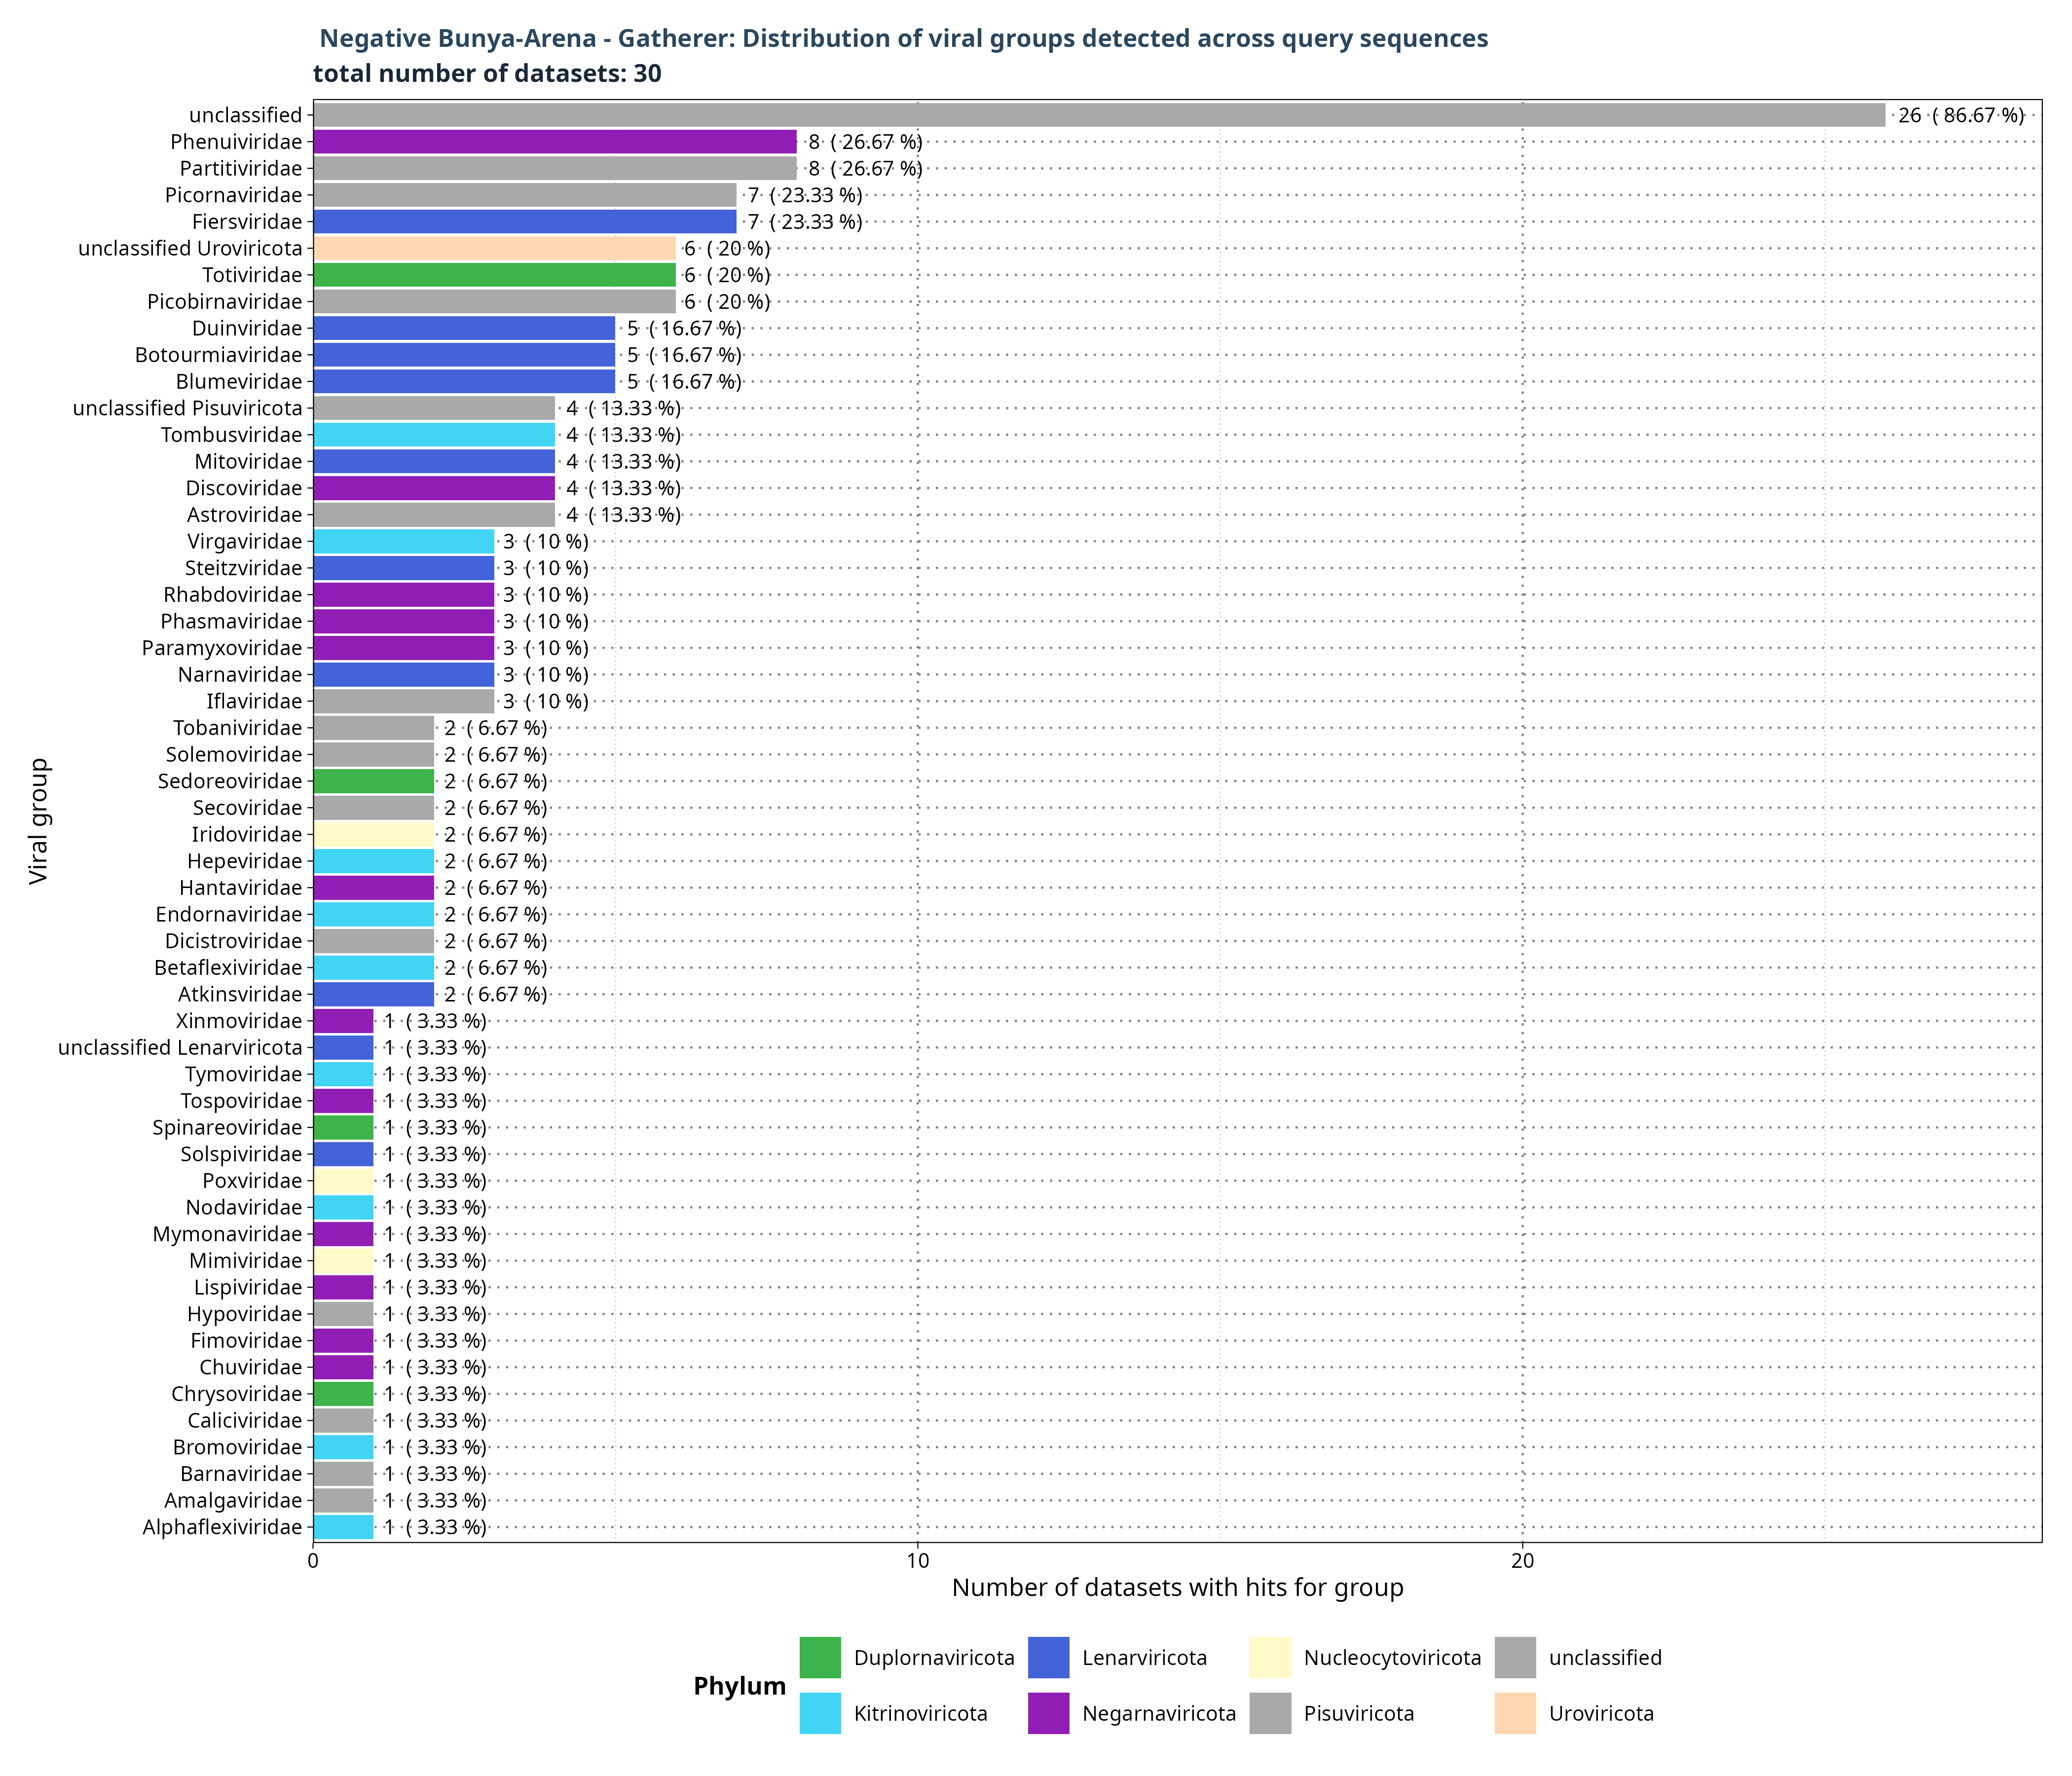 Negative Bunya-Arena - Gatherer: Distribution of viral groups detected across query sequences
total number of datasets: 30
unclassified 26 ( 86.67 %)
Phenuiviridae 8 ( 26.67 %)
Partitiviridae 8 ( 26.67 %)
Picornaviridae 7 ( 23.33 %)
Fiersviridae 7 ( 23.33 %)
unclassified Uroviricota 6 ( 20 %)
Totiviridae 6 ( 20 %)
Picobirnaviridae 6 ( 20 %)
Duinviridae 5 ( 16.67 %)
Botourmiaviridae 5 ( 16.67 %)
Blumeviridae 5 ( 16.67 %)
unclassified Pisuviricota 4 ( 13.33 %)
Tombusviridae 4 ( 13.33 %)
Mitoviridae 4 ( 13.33 %)
Discoviridae 4 ( 13.33 %)
Astroviridae 4 ( 13.33 %)
Virgaviridae 3 ( 10 %)
Steitzviridae 3 ( 10 %)
Rhabdoviridae 3 ( 10 %)
Phasmaviridae 3 ( 10 %)
Paramyxoviridae 3 ( 10 %)
Narnaviridae 3 ( 10 %)
Iflaviridae 3 ( 10 %)
Tobaniviridae 2 ( 6.67 %)
Solemoviridae 2 ( 6.67 %)
Sedoreoviridae 2 ( 6.67 %)
Secoviridae 2 ( 6.67 %)
Iridoviridae 2 ( 6.67 %)
Hepeviridae 2 ( 6.67 %)
Hantaviridae 2 ( 6.67 %)
Endornaviridae 2 ( 6.67 %)
Dicistroviridae 2 ( 6.67 %)
Betaflexiviridae 2 ( 6.67 %)
Atkinsviridae 2 ( 6.67 %)
Xinmoviridae 1 ( 3.33 %)
unclassified Lenarviricota 1 ( 3.33 %)
Tymoviridae 1 ( 3.33 %)
Tospoviridae 1 ( 3.33 %)
Spinareoviridae 1 ( 3.33 %)
Solspiviridae 1 ( 3.33 %)
Poxviridae 1 ( 3.33 %)
Nodaviridae 1 ( 3.33 %)
Mymonaviridae 1 ( 3.33 %)
Mimiviridae 1 ( 3.33 %)
Lispiviridae 1 ( 3.33 %)
Hypoviridae 1 ( 3.33 %)
Fimoviridae 1 ( 3.33 %)
Chuviridae 1 ( 3.33 %)
Chrysoviridae 1 ( 3.33 %)
Caliciviridae 1 ( 3.33 %)
Bromoviridae 1 ( 3.33 %)
Barnaviridae 1 ( 3.33 %)
Amalgaviridae 1 ( 3.33 %)
Alphaflexiviridae 1 ( 3.33 %)
Viral group
0 10 20
Number of datasets with hits for group
Phylum
Duplornaviricota Lenarviricota Nucleocytoviricota unclassified
Kitrinoviricota Negarnaviricota Pisuviricota Uroviricota